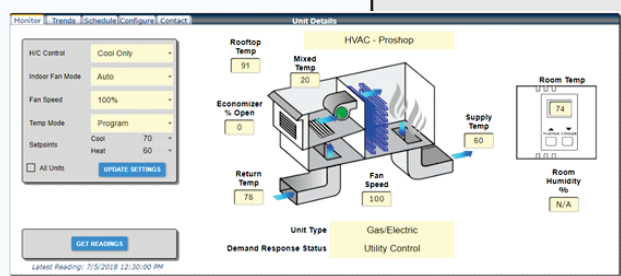 Monitor Trends Schedule Configure Contact Unit Details
H/C Control Cool Only
Indoor Fan Mode Auto
Fan Speed 100%
Temp Mode Program
Setpoints Cool 70
Heat 60
All Units UPDATE SETTINGS
GET READINGS
Latest Reading: 7/5/2018 12:30:00 PM
HVAC - Proshop
Rooftop
Temp
91
Mixed
Temp
20
Economizer
% Open
0
Return
Temp
78
Fan
Speed
100
Supply
Temp
60
Room Temp
74
Room
Humidity
%
N/A
Unit Type Gas/Electric
Demand Response Status Utility Control